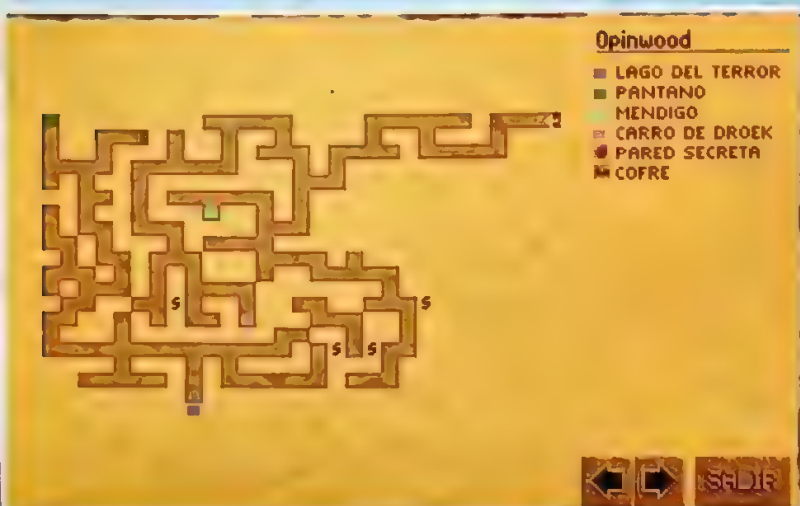 Opinwood
LAGO DEL TERROR
PANTANO
MENDIGO
CARRO DE DROEK
PARED SECRETA
COFRE
S
S
S S
SALIR